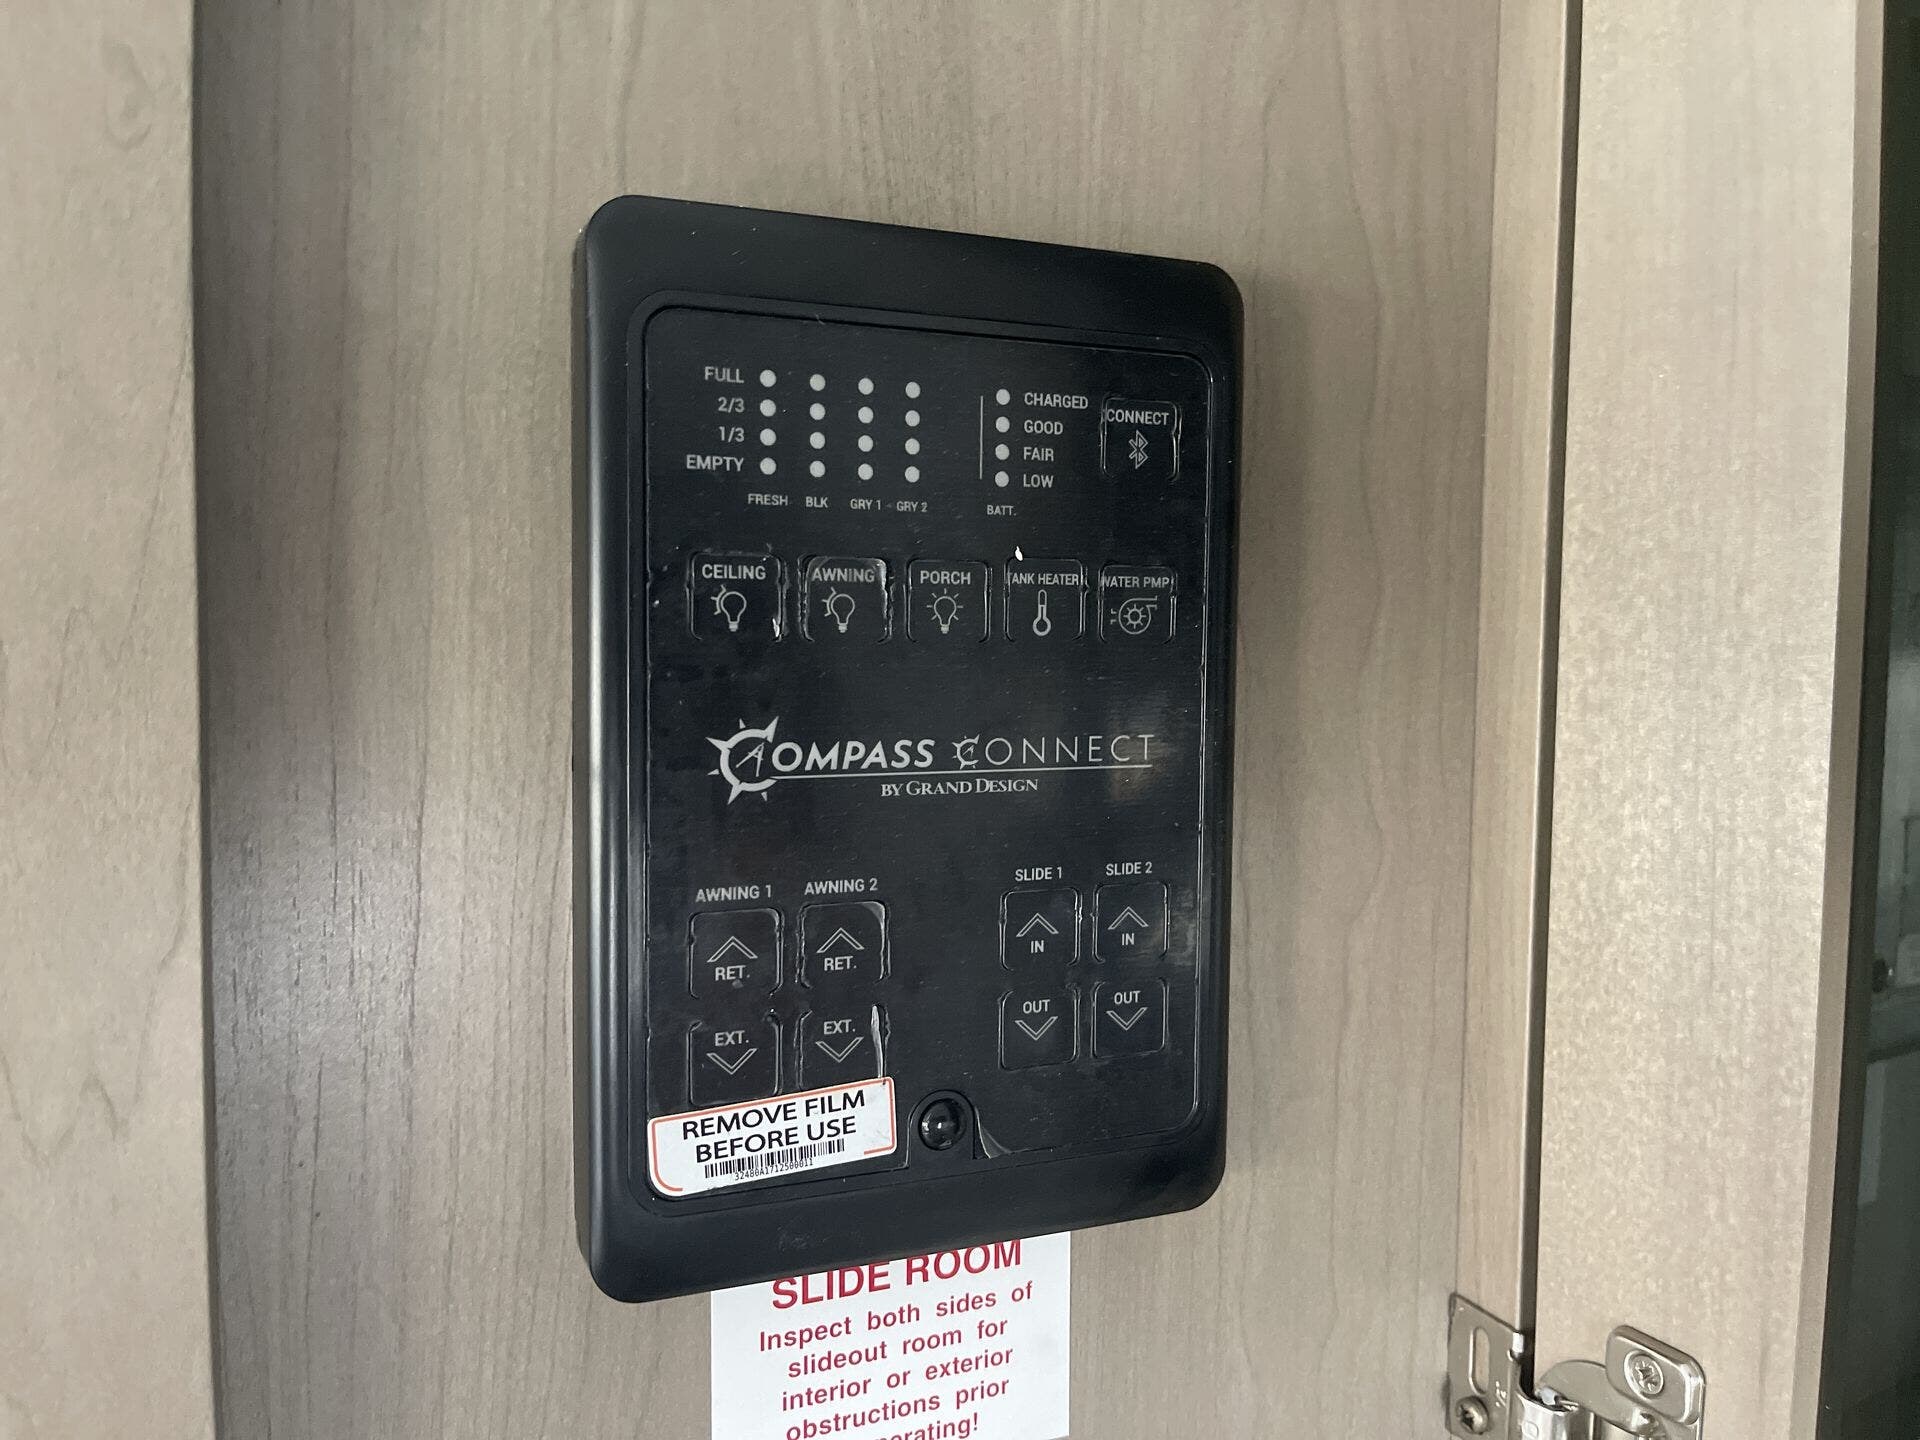 FULL
2/3
1/3
EMPTY
FRESH BLK GRY 1 GRY 2
CHARGED
GOOD
FAIR
LOW
BATT.
CONNECT
CEILING AWNING PORCH TANK HEATER WATER PMP
COMPASS CONNECT
BY GRAND DESIGN
AWNING 1 AWNING 2 SLIDE 1 SLIDE 2
RET. RET. IN IN
EXT. EXT. OUT OUT
REMOVE FILM
BEFORE USE
32480A1712500011
SLIDE ROOM
Inspect both sides of
slideout room for
interior or exterior
obstructions prior
erating!